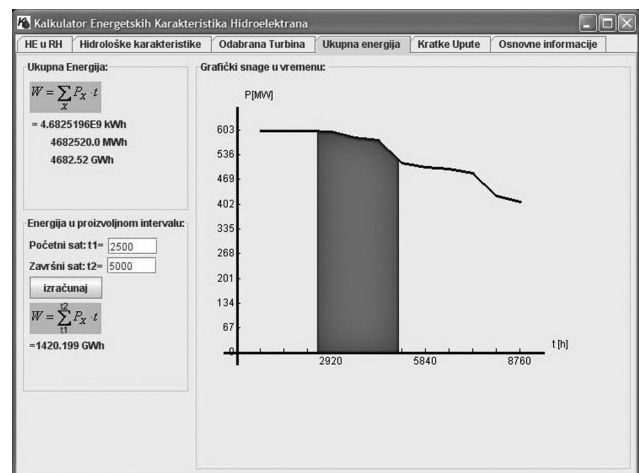 Kalkulator Energetskih Karakteristika Hidroelektrana
HE u RH
Hidrološke karakteristike
Odabrana Turbina
Ukupna energija
Kratke Upute
Osnovne informacije
Ukupna Energija:
W = ∑ P_X · t
X
= 4.6825196E9 kWh
4682520.0 MWh
4682.52 GWh
Energija u proizvoljnom intervalu:
Početni sat: t1= 2500
Završni sat: t2= 5000
izračunaj
t2
W = ∑ P_X · t
t1
=1420.199 GWh
Grafički snage u vremenu:
P[MW]
603
536
469
402
335
268
201
134
67
0
2920
5840
8760
t [h]